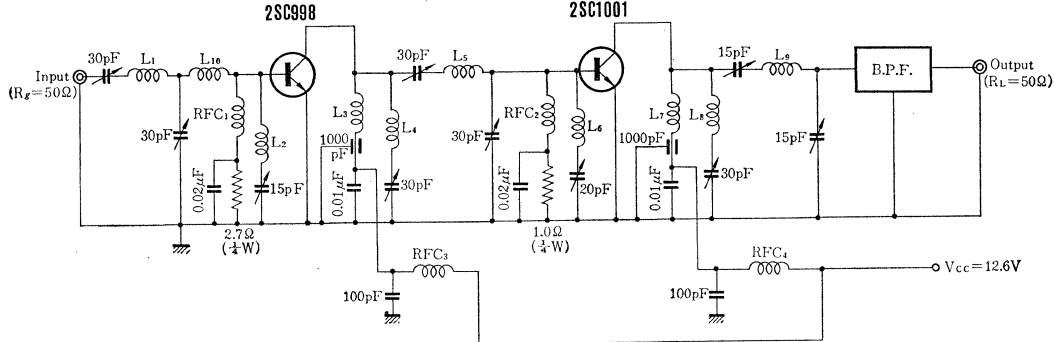 2SC998
2SC1001
30pF
L1
L10
30pF
L5
15pF
L9
Input
(Rg=50Ω)
B.P.F.
Output
(RL=50Ω)
30pF
RFC1
L2
L3
L4
30pF
RFC2
L6
L7
L8
15pF
1000
pF
1000pF
0.02μF
15pF
0.01μF
30pF
0.02μF
20pF
0.01μF
30pF
2.7Ω
(¼W)
1.0Ω
(¼W)
RFC3
RFC4
Vcc=12.6V
100pF
100pF